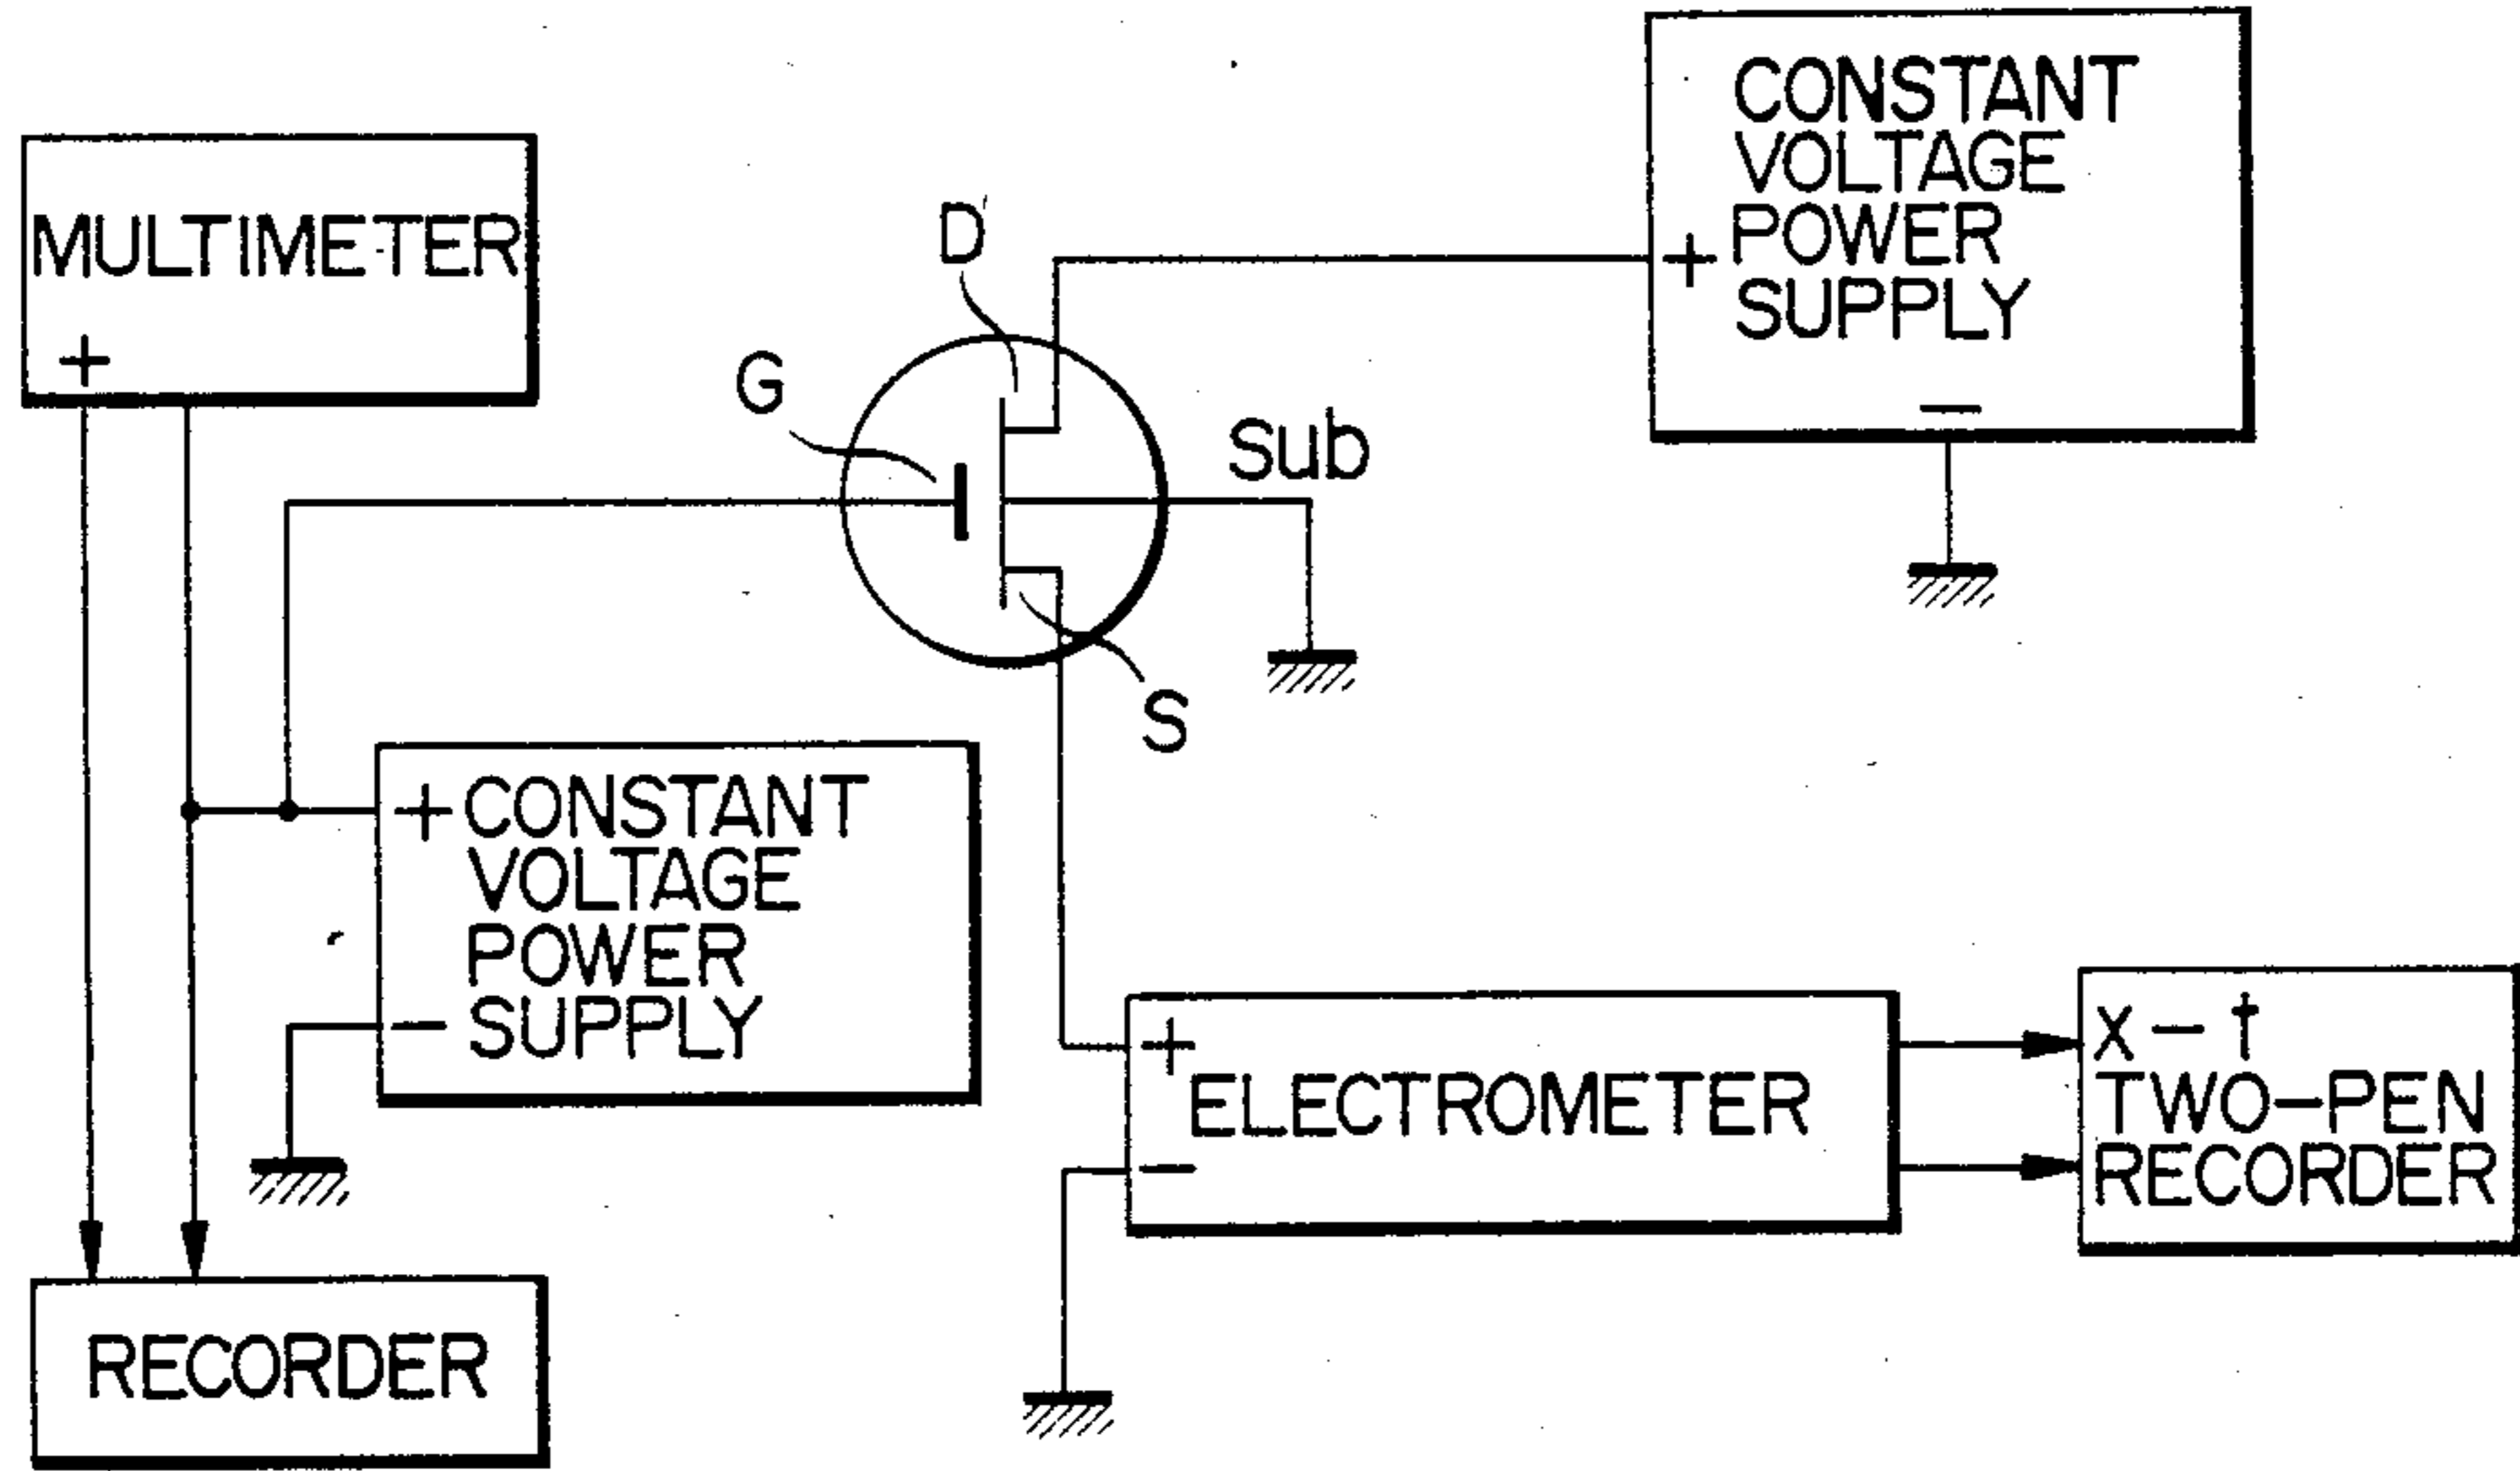 CONSTANT
VOLTAGE
+ POWER
SUPPLY
−
MULTIMETER
+
D
G
Sub
S
+ CONSTANT
VOLTAGE
POWER
− SUPPLY
+
ELECTROMETER
−
x − t
TWO-PEN
RECORDER
RECORDER